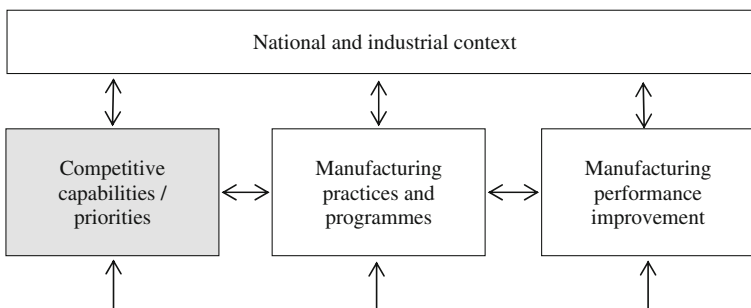 National and industrial context
Competitive
capabilities /
priorities
Manufacturing
practices and
programmes
Manufacturing
performance
improvement